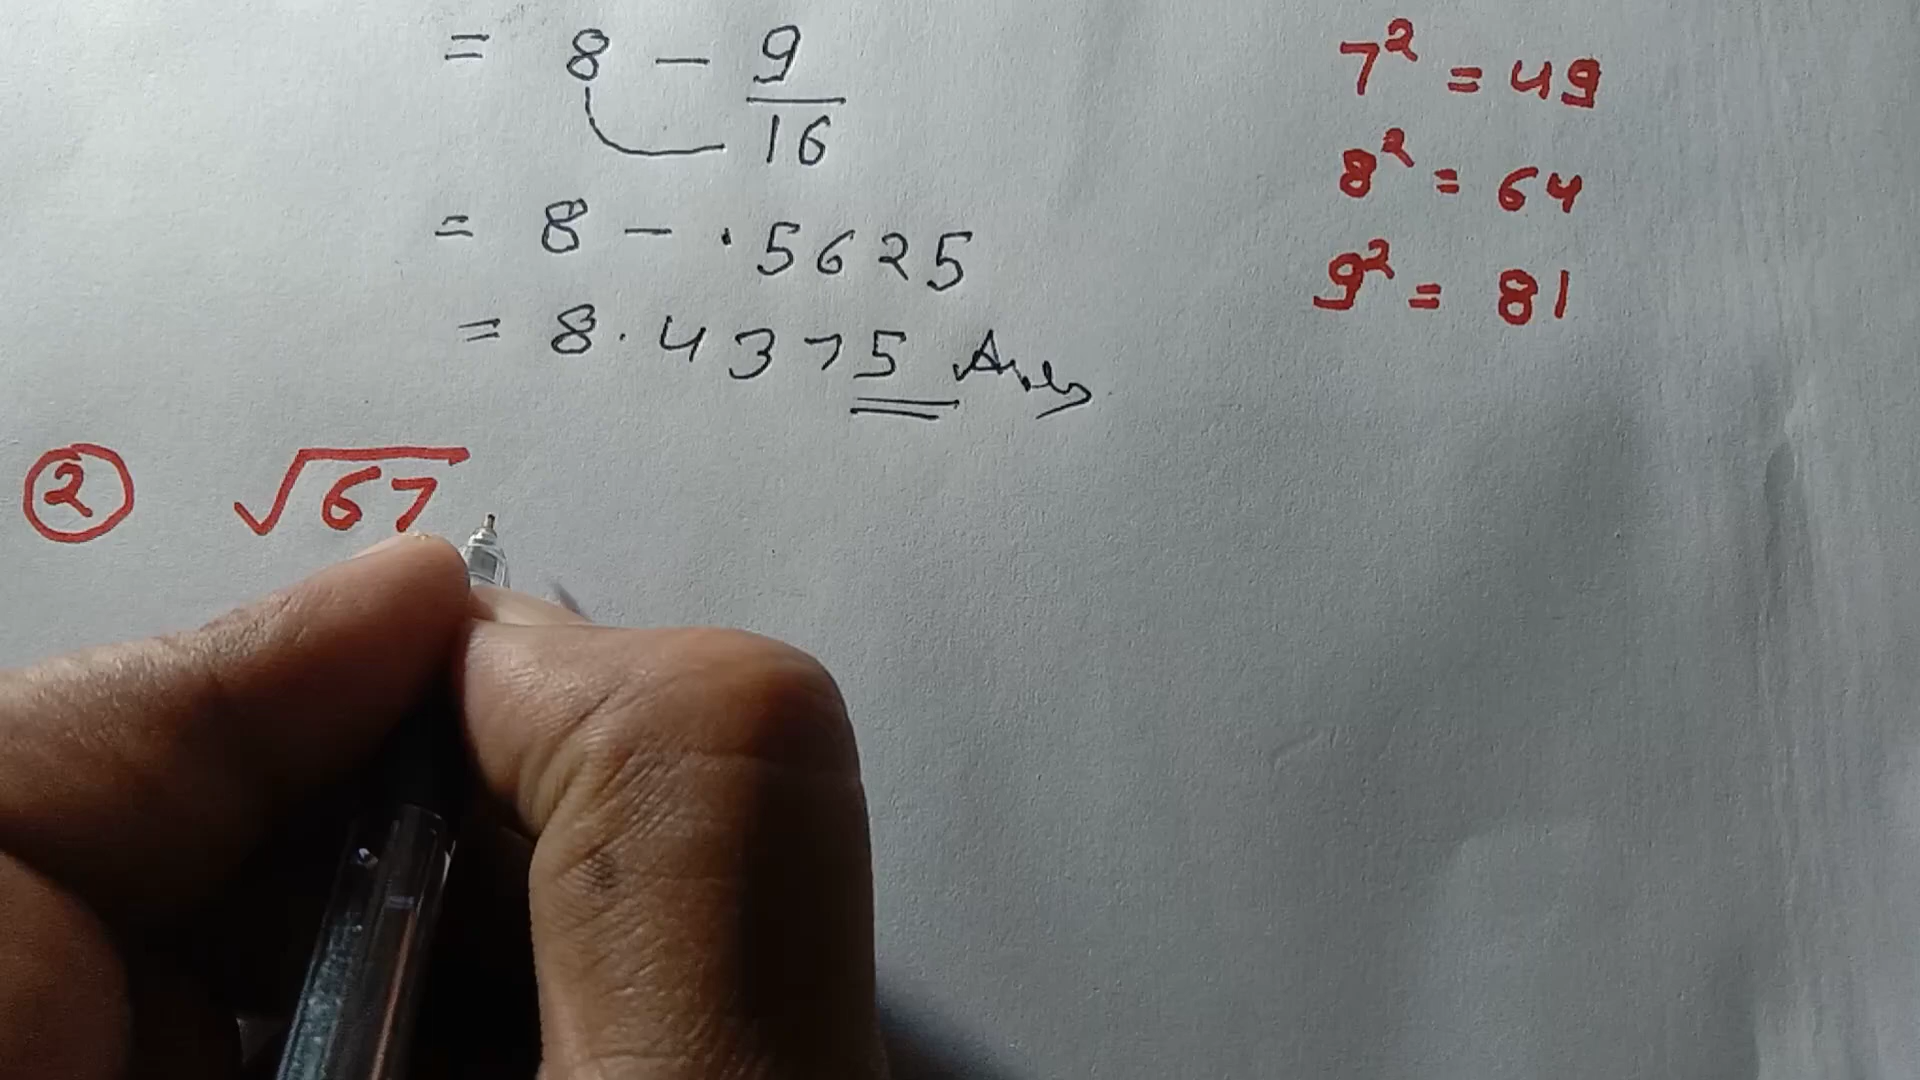 = 8 - 9/16
= 8 - .5625
= 8.4375 Ans
7² = 49
8² = 64
9² = 81
② √67